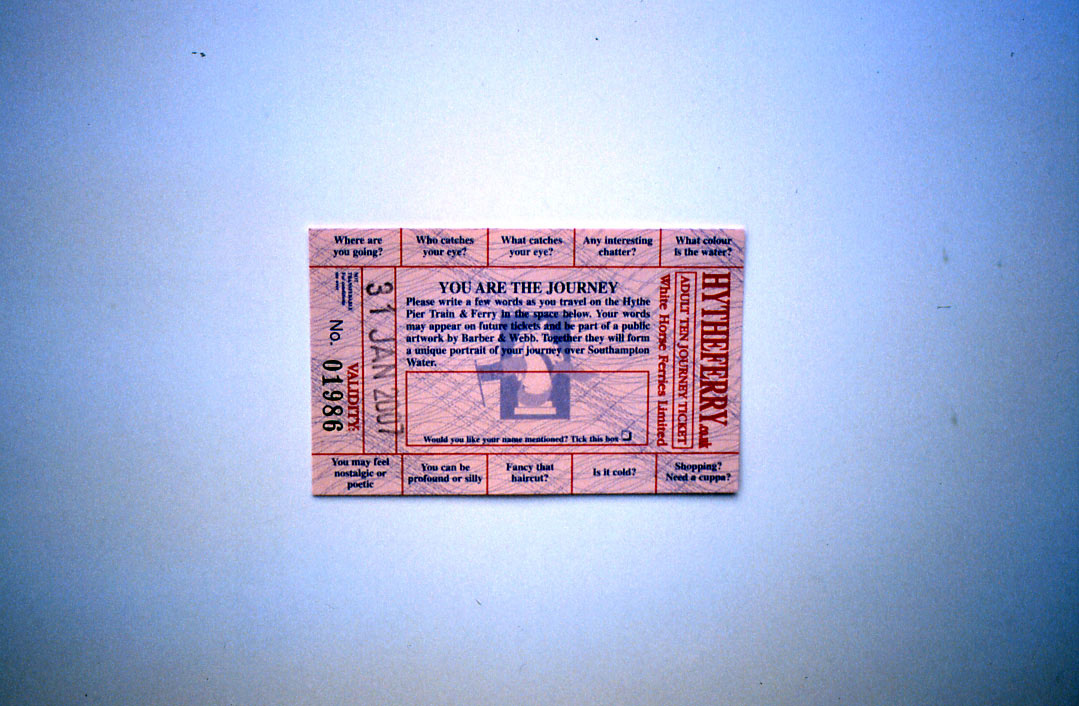 Where are
you going?
Who catches
your eye?
What catches
your eye?
Any interesting
chatter?
What colour
is the water?
YOU ARE THE JOURNEY
Please write a few words as you travel on the Hythe
Pier Train & Ferry in the space below. Your words
may appear on future tickets and be part of a public
artwork by Barber & Webb. Together they will form
a unique portrait of your journey over Southampton
Water.
Would you like your name mentioned? Tick this box
HYTHEFERRY.co.uk
ADULT TEN JOURNEY TICKET
White Horse Ferries Limited
31 JAN 2007
VALIDITY:
No. 01986
You may feel
nostalgic or
poetic
You can be
profound or silly
Fancy that
haircut?
Is it cold?
Shopping?
Need a cuppa?